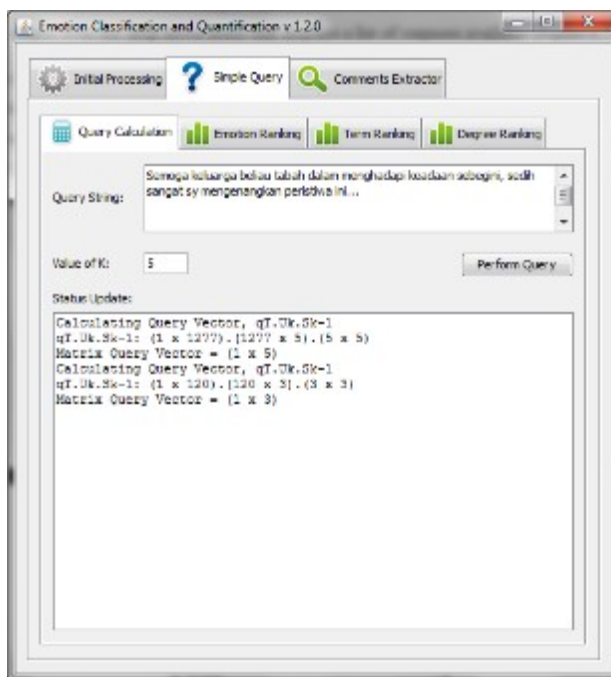 Emotion Classification and Quantification v 1.2.0
Initial Processing
Simple Query
Comments Extractor
Query Calculation
Emotion Ranking
Term Ranking
Degree Ranking
Query String:
Semoga keluarga beliau tabah dalam menghadapi keadaan sebegini, sedih
sangat sy mengenangkan peristiwa ini...
Value of K:
5
Perform Query
Status Update:
Calculating Query Vector, qT.Uk.Sk-1
qT.Uk.Sk-1: (1 x 1277).(1277 x 5).(5 x 5)
Matrix Query Vector = (1 x 5)
Calculating Query Vector, qT.Uk.Sk-1
qT.Uk.Sk-1: (1 x 120).(120 x 3).(3 x 3)
Matrix Query Vector = (1 x 3)